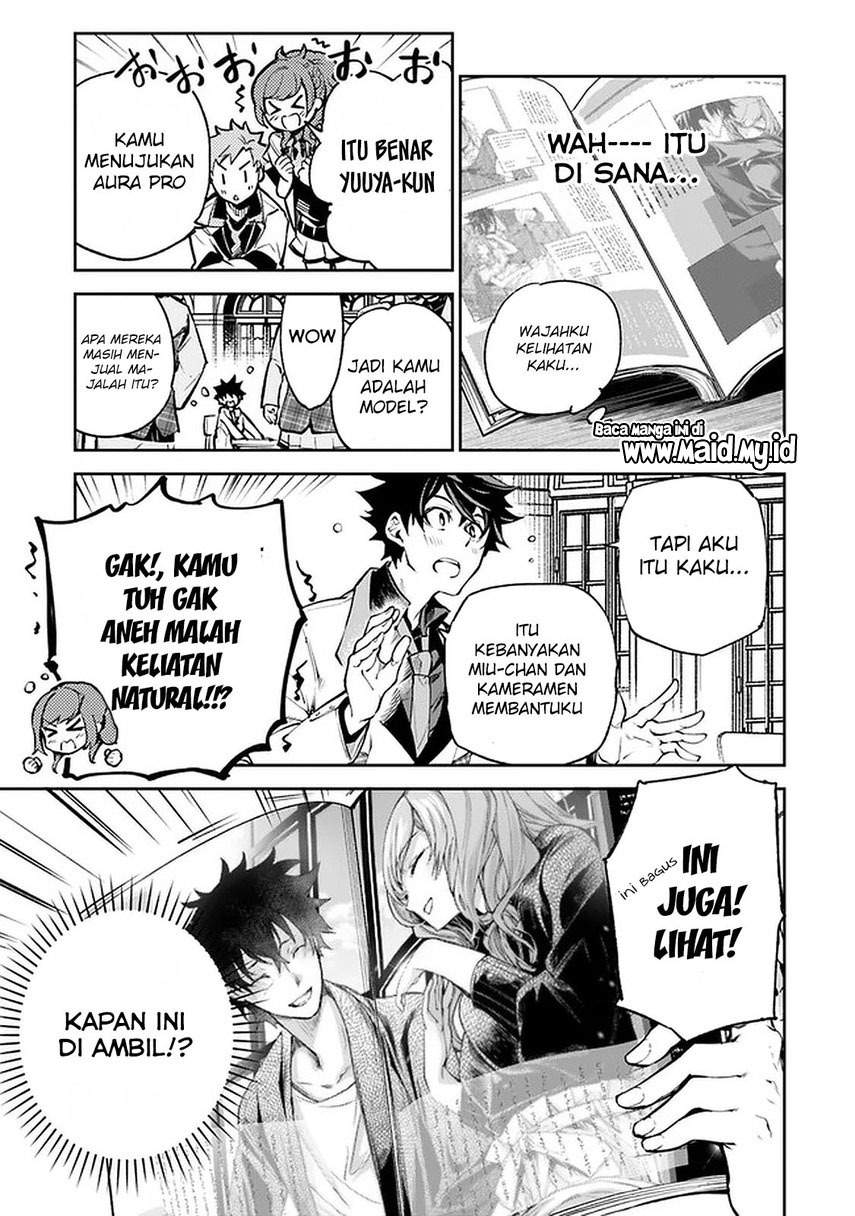 WAH---- ITU
DI SANA...
WAJAHKU
KELIHATAN
KAKU...
Baca Manga ini di
www.Maid.my.id
おおお
おお
ITU BENAR
YUUYA-KUN
KAMU
MENUJUKAN
AURA PRO
WOW
JADI KAMU
ADALAH
MODEL?
APA MEREKA
MASIH MEN-
JUAL MA-
JALAH ITU?
TAPI AKU
ITU KAKU...
ITU
KEBANYAKAN
MIU-CHAN DAN
KAMERAMEN
MEMBANTUKU
GAK!, KAMU
TUH GAK
ANEH MALAH
KELIATAN
NATURAL!!?
INI
JUGA!
LIHAT!
ini Bagus
KAPAN INI
DI AMBIL!?